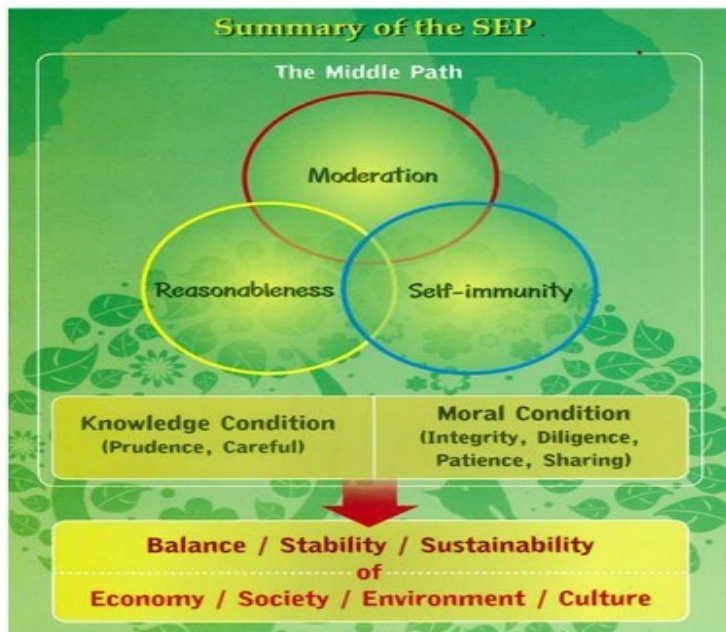 Summary of the SEP
The Middle Path
Moderation
Reasonableness
Self-immunity
Knowledge Condition
(Prudence, Careful)
Moral Condition
(Integrity, Diligence,
Patience, Sharing)
Balance / Stability / Sustainability
of
Economy / Society / Environment / Culture